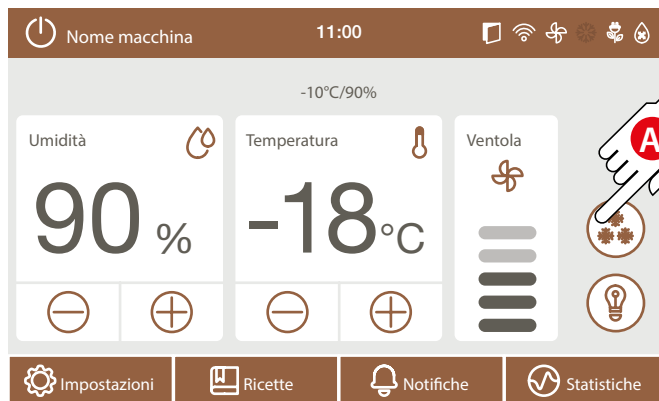 Nome macchina
11:00
-10°C/90%
Umidità
Temperatura
Ventola
A
90 %
-18°C
Impostazioni
Ricette
Notifiche
Statistiche